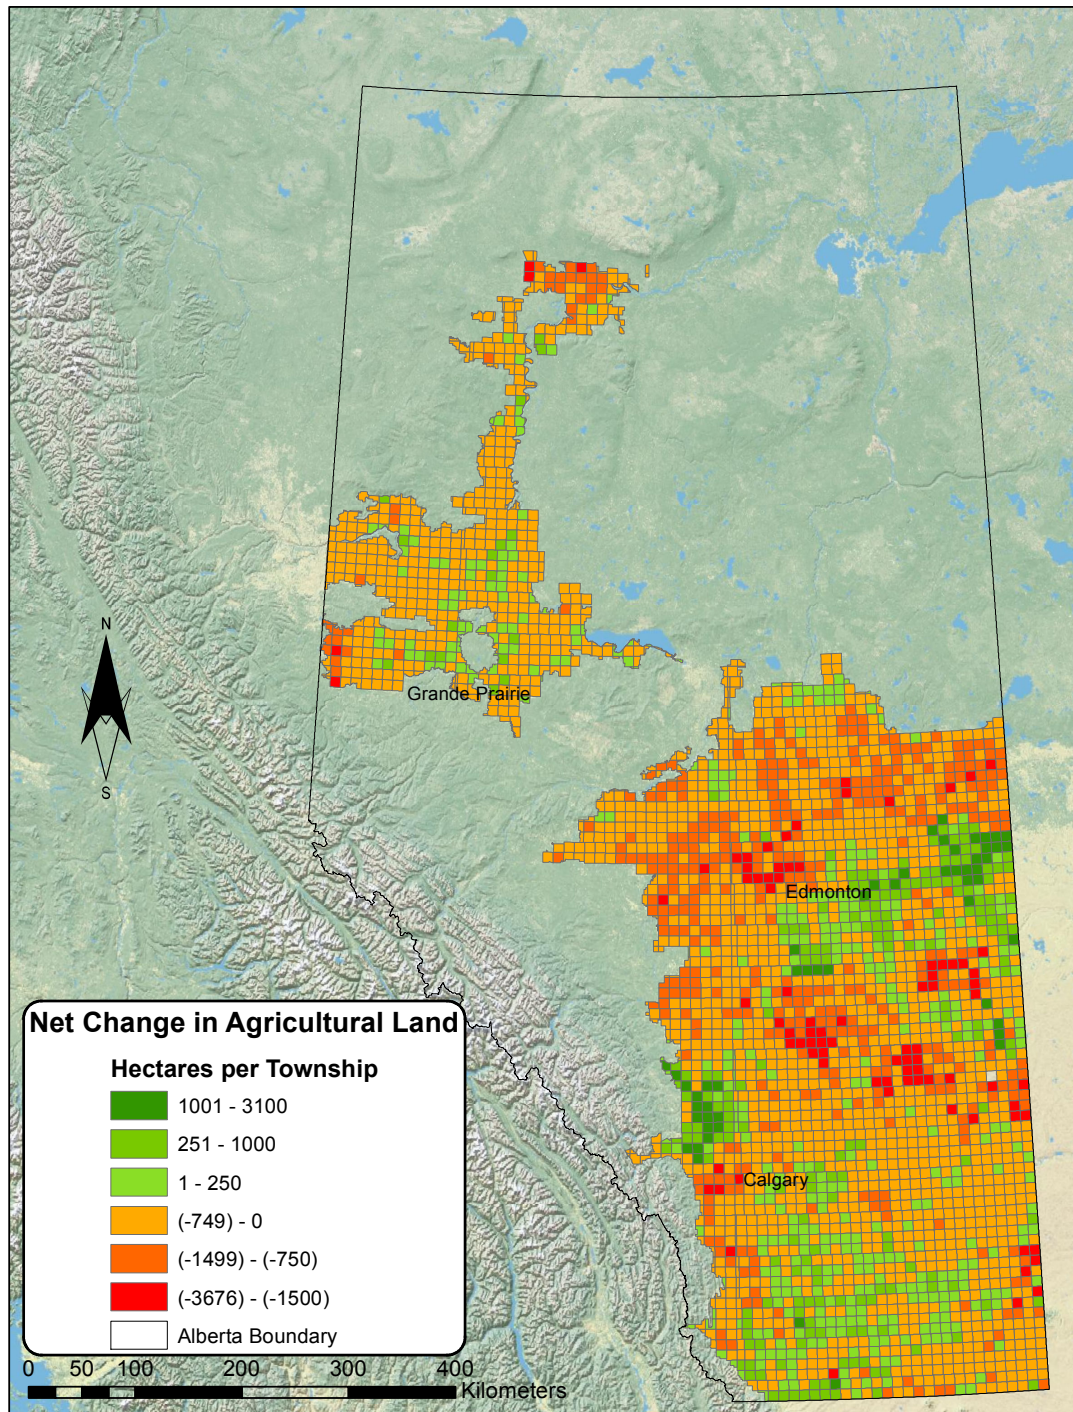 N
S
Grande Prairie
Edmonton
Calgary
Net Change in Agricultural Land
Hectares per Township
1001 - 3100
251 - 1000
1 - 250
(-749) - 0
(-1499) - (-750)
(-3676) - (-1500)
Alberta Boundary
0 50 100 200 300 400
Kilometers